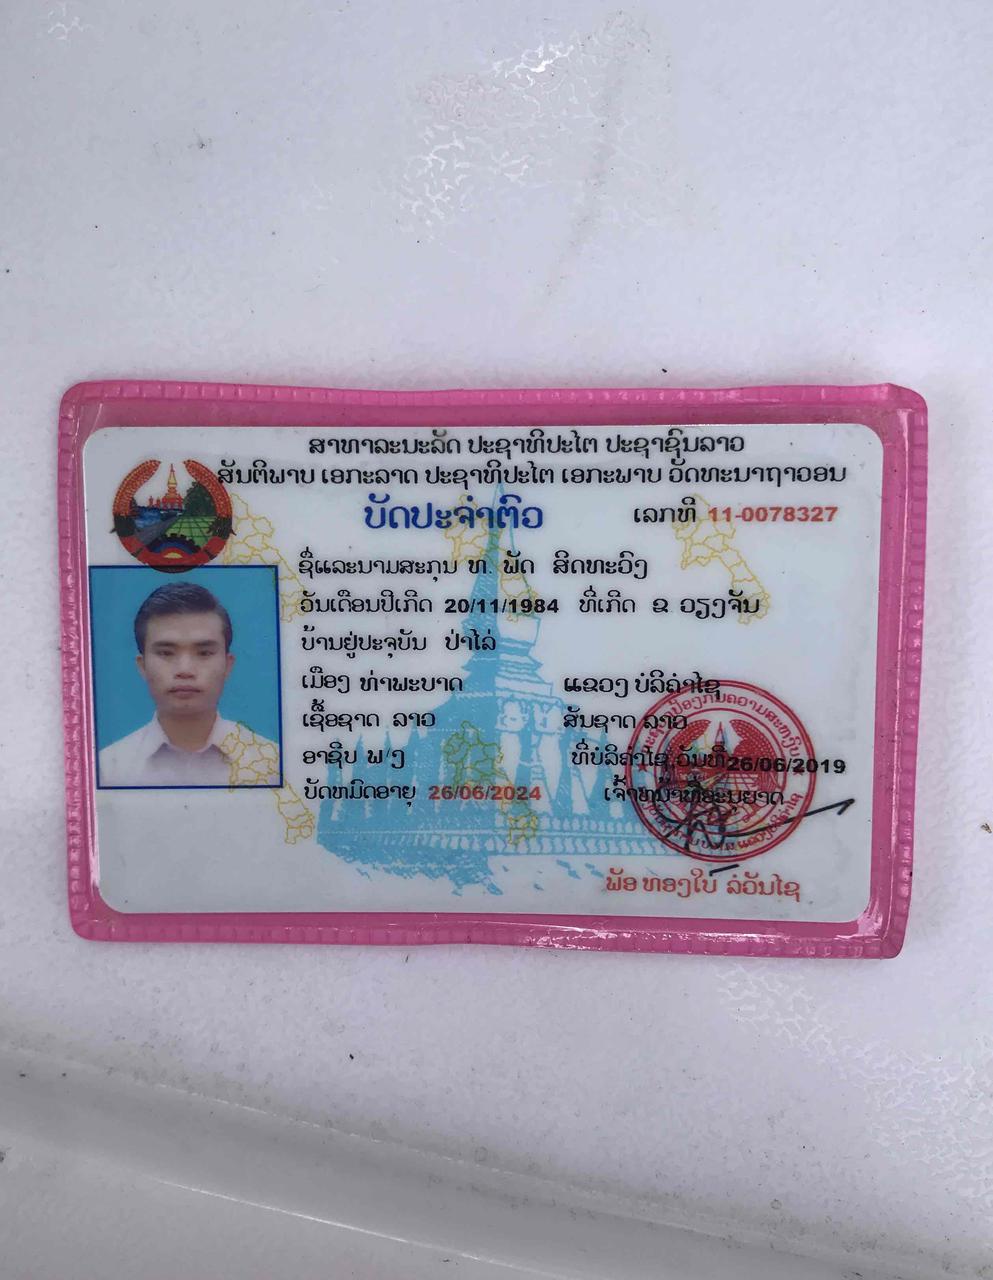 ສາທາລະນະລັດ ປະຊາທິປະໄຕ ປະຊາຊົນລາວ
ສັນຕິພາບ ເອກະລາດ ປະຊາທິປະໄຕ ເອກະພາບ ວັດທະນາຖາວອນ
ບັດປະຈຳຕົວ ເລກທີ 11-0078327
ຊື່ແລະນາມສະກຸນ ທ. ພັດ ສິດທະວົງ
ວັນເດືອນປີເກີດ 20/11/1984 ທີ່ເກີດ ຂ ວຽງຈັນ
ບ້ານຢູ່ປະຈຸບັນ ປ່າໄລ່
ເມືອງ ທ່າພະບາດ ແຂວງ ບໍລິຄຳໄຊ
ເຊື້ອຊາດ ລາວ ສັນຊາດ ລາວ
ອາຊີບ ພ/ງ ທີ່ບໍລິຄຳໄຊ ວັນທີ 26/06/2019
ບັດຫມົດອາຍຸ 26/06/2024 ເຈົ້າຫນ້າທີ່ອະນຸຍາດ
ພັອ ທອງໃບ ລໍວັນໄຊ